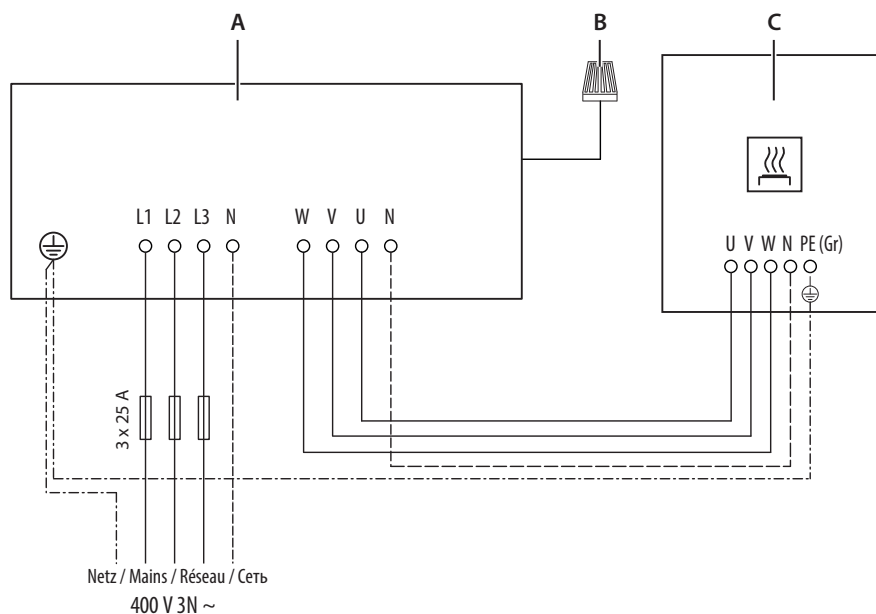 A B C
L1 L2 L3 N W V U N
U V W N PE (Gr)
3 x 25 A
Netz / Mains / Réseau / Сеть
400 V 3N ~